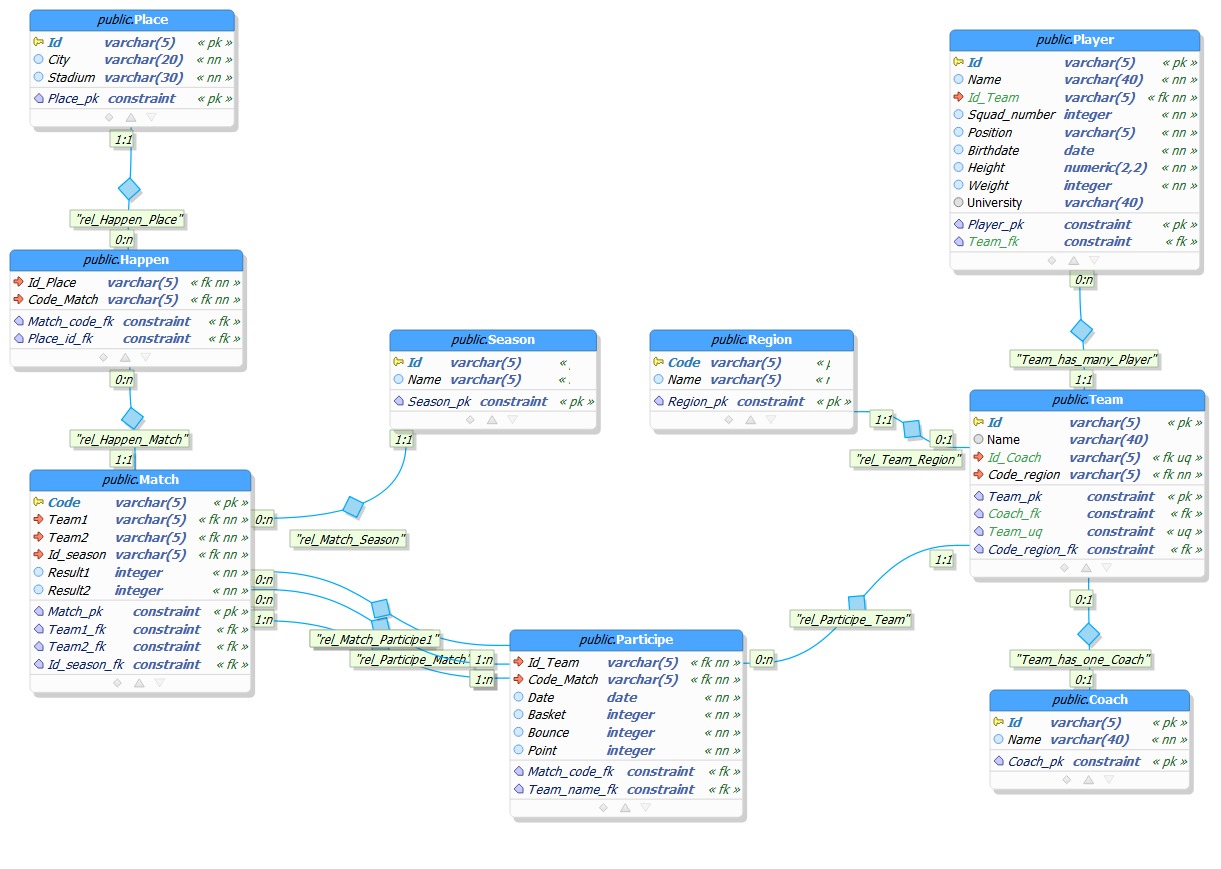 public.Place
Id varchar(5) « pk »
City varchar(20) « nn »
Stadium varchar(30) « nn »
Place_pk constraint « pk »
1:1
"rel_Happen_Place"
0:n
public.Happen
Id_Place varchar(5) « fk nn »
Code_Match varchar(5) « fk nn »
Match_code_fk constraint « fk »
Place_id_fk constraint « fk »
0:n
"rel_Happen_Match"
1:1
public.Match
Code varchar(5) « pk »
Team1 varchar(5) « fk nn »
Team2 varchar(5) « fk nn »
Id_season varchar(5) « fk nn »
Result1 integer « nn »
Result2 integer « nn »
Match_pk constraint « pk »
Team1_fk constraint « fk »
Team2_fk constraint « fk »
Id_season_fk constraint « fk »
0:n
0:n
0:n
1:n
public.Season
Id varchar(5) «
Name varchar(5) «
Season_pk constraint « pk »
1:1
"rel_Match_Season"
"rel_Match_Participe1"
"rel_Participe_Match"
1:n
1:n
public.Participe
Id_Team varchar(5) « fk nn »
Code_Match varchar(5) « fk nn »
Date date « nn »
Basket integer « nn »
Bounce integer « nn »
Point integer « nn »
Match_code_fk constraint « fk »
Team_name_fk constraint « fk »
0:n
"rel_Participe_Team"
1:1
public.Region
Code varchar(5) «
Name varchar(5) «
Region_pk constraint « pk »
1:1
0:1
"rel_Team_Region"
public.Player
Id varchar(5) « pk »
Name varchar(40) « nn »
Id_Team varchar(5) « fk nn »
Squad_number integer « nn »
Position varchar(5) « nn »
Birthdate date « nn »
Height numeric(2,2) « nn »
Weight integer « nn »
University varchar(40)
Player_pk constraint « pk »
Team_fk constraint « fk »
0:n
"Team_has_many_Player"
1:1
public.Team
Id varchar(5) « pk »
Name varchar(40)
Id_Coach varchar(5) « fk uq »
Code_region varchar(5) « fk nn »
Team_pk constraint « pk »
Coach_fk constraint « fk »
Team_uq constraint « uq »
Code_region_fk constraint « fk »
0:1
"Team_has_one_Coach"
0:1
public.Coach
Id varchar(5) « pk »
Name varchar(40) « nn »
Coach_pk constraint « pk »